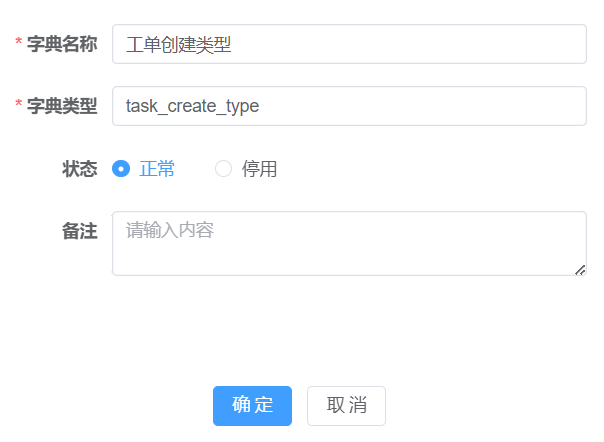 * 字典名称 工单创建类型
* 字典类型 task_create_type
状态 正常 停用
备注 请输入内容
确定 取消